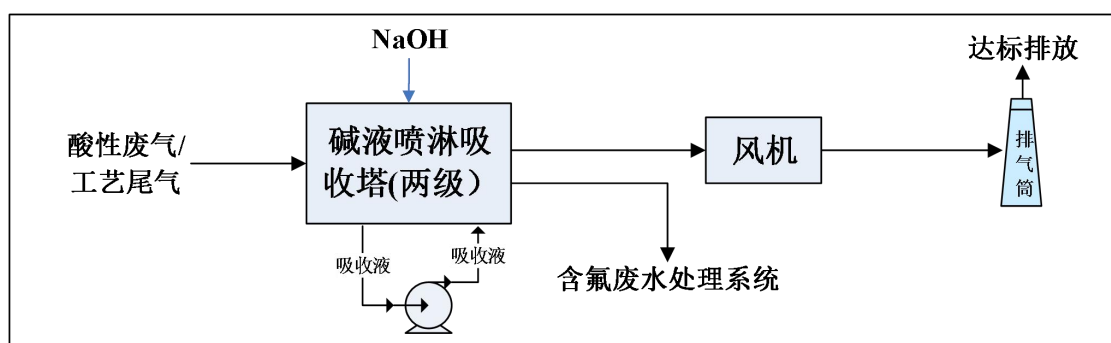 NaOH
达标排放
酸性废气/
工艺尾气
碱液喷淋吸
收塔(两级）
风机
排气筒
吸收液
吸收液
含氟废水处理系统